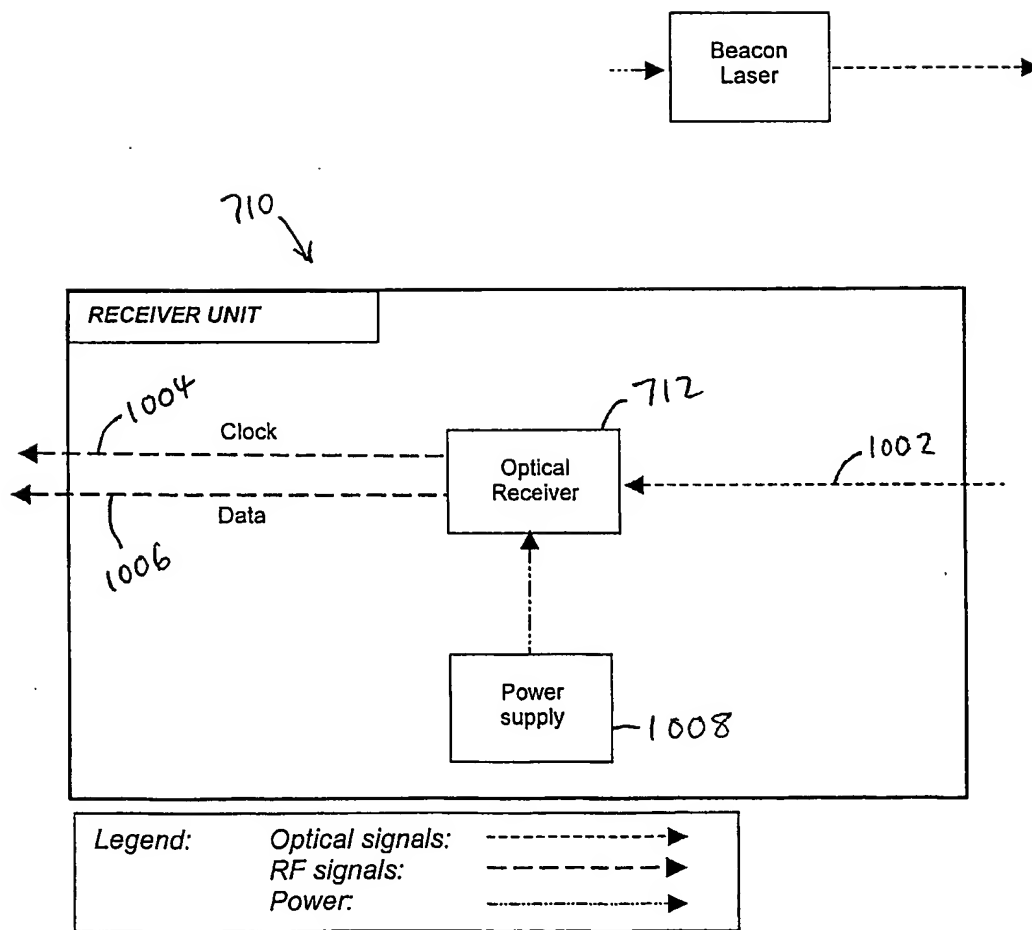 Beacon
Laser
710
RECEIVER UNIT
1004
Clock
712
1002
Optical
Receiver
Data
1006
Power
supply
1008
Legend: Optical signals:
RF signals:
Power: